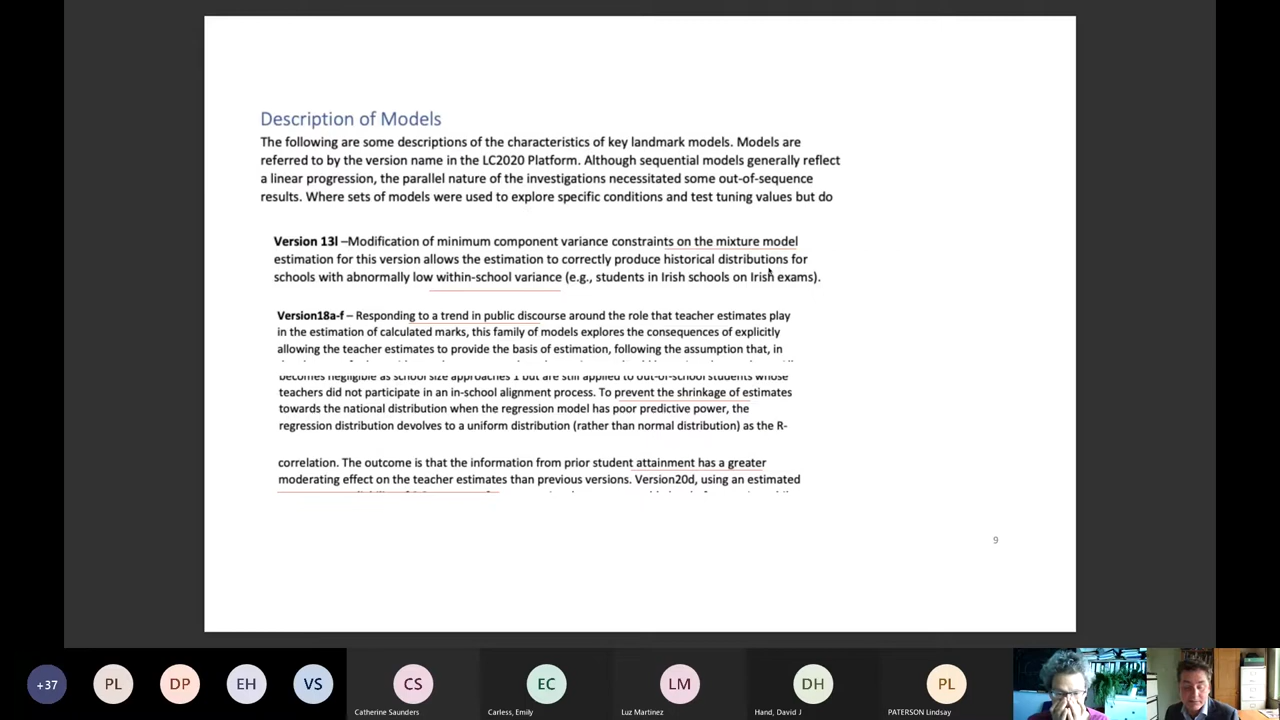 Description of Models
The following are some descriptions of the characteristics of key landmark models. Models are
referred to by the version name in the LC2020 Platform. Although sequential models generally reflect
a linear progression, the parallel nature of the investigations necessitated some out-of-sequence
results. Where sets of models were used to explore specific conditions and test tuning values but do
Version 13l –Modification of minimum component variance constraints on the mixture model
estimation for this version allows the estimation to correctly produce historical distributions for
schools with abnormally low within-school variance (e.g., students in Irish schools on Irish exams).
Version18a-f – Responding to a trend in public discourse around the role that teacher estimates play
in the estimation of calculated marks, this family of models explores the consequences of explicitly
allowing the teacher estimates to provide the basis of estimation, following the assumption that, in
becomes negligible as school size approaches 1 but are still applied to out-of-school students whose
teachers did not participate in an in-school alignment process. To prevent the shrinkage of estimates
towards the national distribution when the regression model has poor predictive power, the
regression distribution devolves to a uniform distribution (rather than normal distribution) as the R-
correlation. The outcome is that the information from prior student attainment has a greater
moderating effect on the teacher estimates than previous versions. Version20d, using an estimated
9
+37
PL
DP
EH
VS
CS
EC
LM
DH
PL
Catherine Saunders
Carless, Emily
Luz Martinez
Hand, David J
PATERSON Lindsay